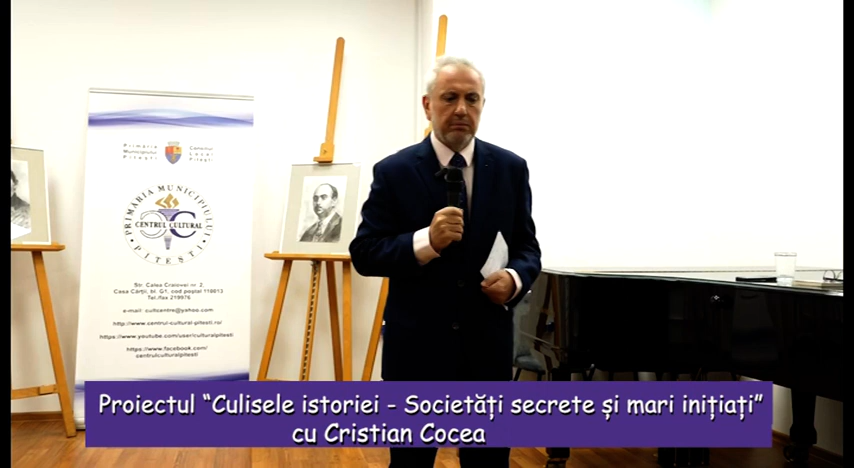 Primăria
Municipiului
Pitești
Consiliul
Local
Pitești
PRIMĂRIA MUNICIPIULUI
CENTRUL CULTURAL
PITEȘTI
Str. Calea Craiovei nr. 2,
Casa Cărții, bl. G1, cod poștal 110013
Tel./fax 219976
e-mail: cultcentre@yahoo.com
http://www.centrul-cultural-pitesti.ro/
https://www.youtube.com/user/culturalpitesti
https://www.facebook.com/
centrulculturalpitesti
Proiectul “Culisele istoriei - Societăți secrete și mari inițiați”
cu Cristian Cocea